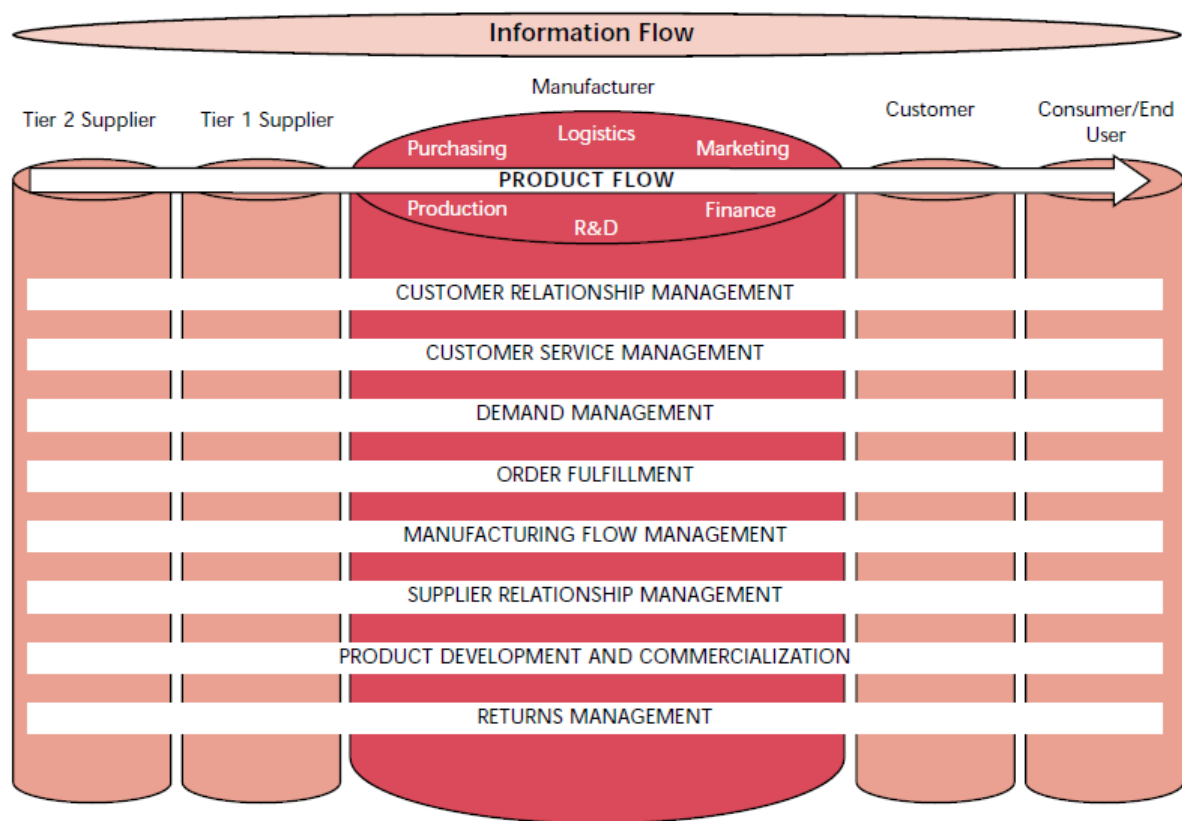 Information Flow
Manufacturer
Tier 2 Supplier
Tier 1 Supplier
Customer
Consumer/End
User
Logistics
Purchasing
Marketing
PRODUCT FLOW
Production
Finance
R&D
CUSTOMER RELATIONSHIP MANAGEMENT
CUSTOMER SERVICE MANAGEMENT
DEMAND MANAGEMENT
ORDER FULFILLMENT
MANUFACTURING FLOW MANAGEMENT
SUPPLIER RELATIONSHIP MANAGEMENT
PRODUCT DEVELOPMENT AND COMMERCIALIZATION
RETURNS MANAGEMENT